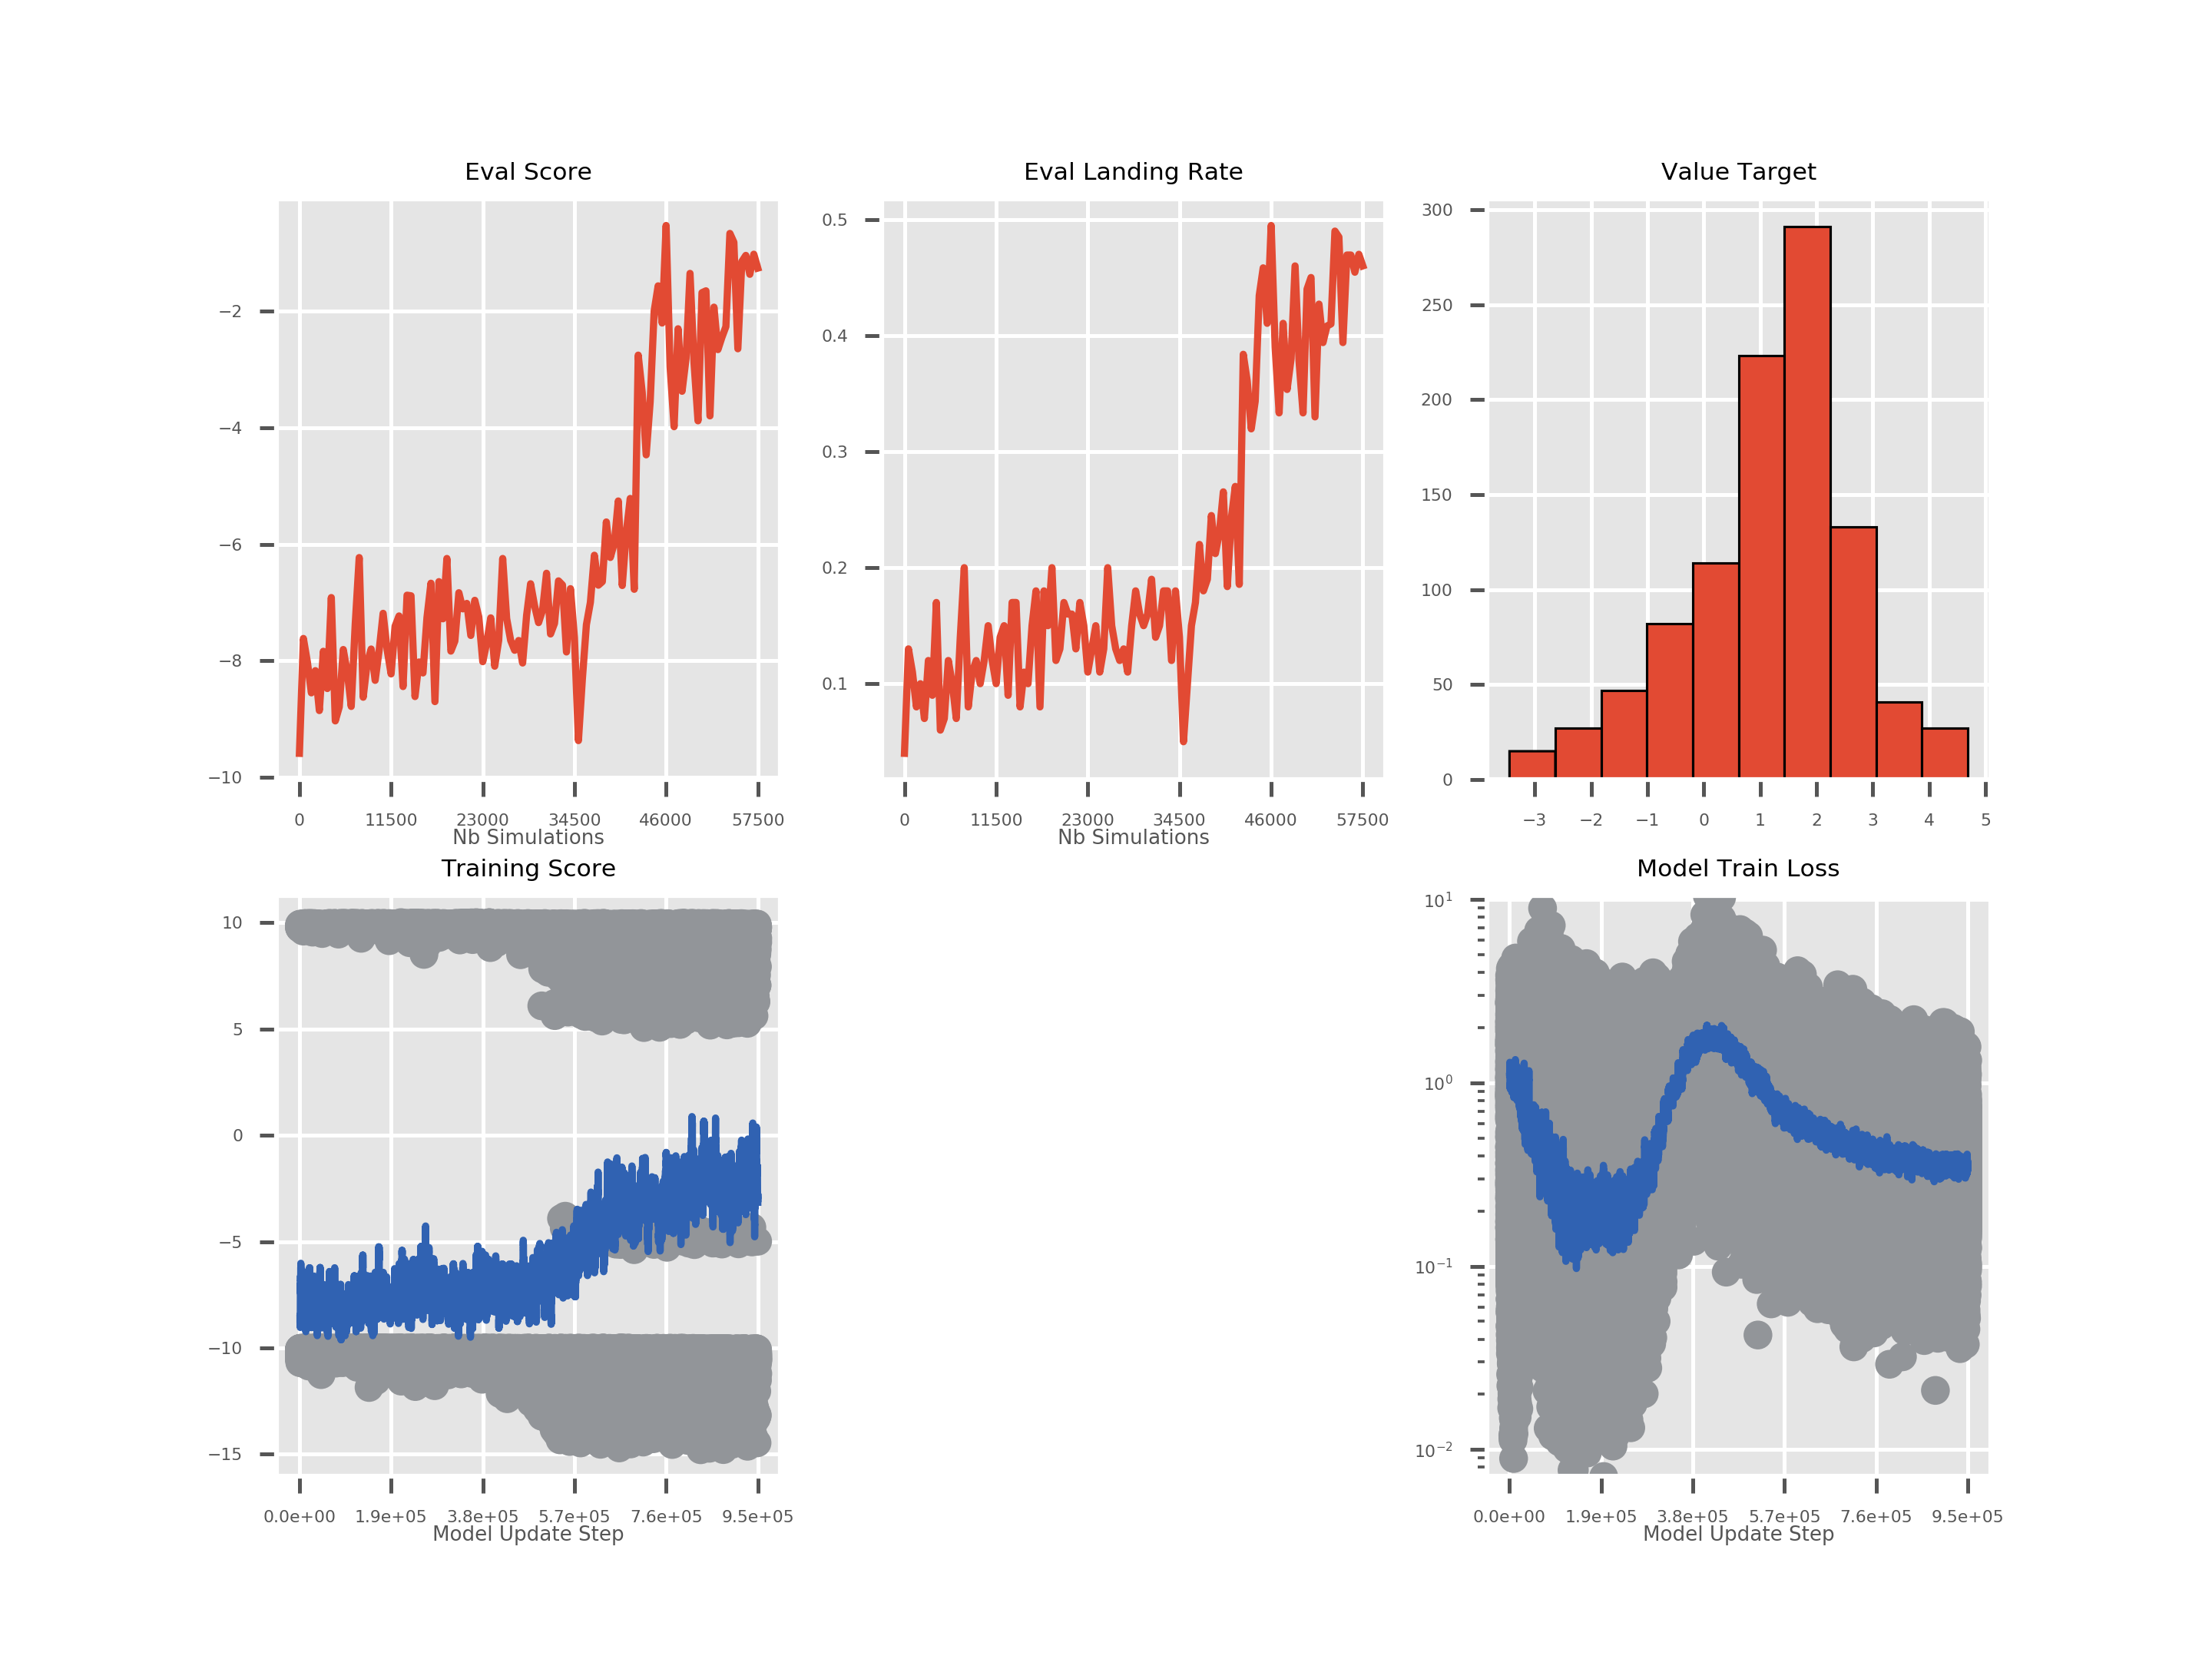 Eval Score
−2
−4
−6
−8
−10
0 11500 23000 34500 46000 57500
Nb Simulations
Eval Landing Rate
0.5
0.4
0.3
0.2
0.1
0 11500 23000 34500 46000 57500
Nb Simulations
Value Target
300
250
200
150
100
50
0
−3 −2 −1 0 1 2 3 4 5
Training Score
10
5
0
−5
−10
−15
0.0e+00 1.9e+05 3.8e+05 5.7e+05 7.6e+05 9.5e+05
Model Update Step
Model Train Loss
10¹
10⁰
10⁻¹
10⁻²
0.0e+00 1.9e+05 3.8e+05 5.7e+05 7.6e+05 9.5e+05
Model Update Step